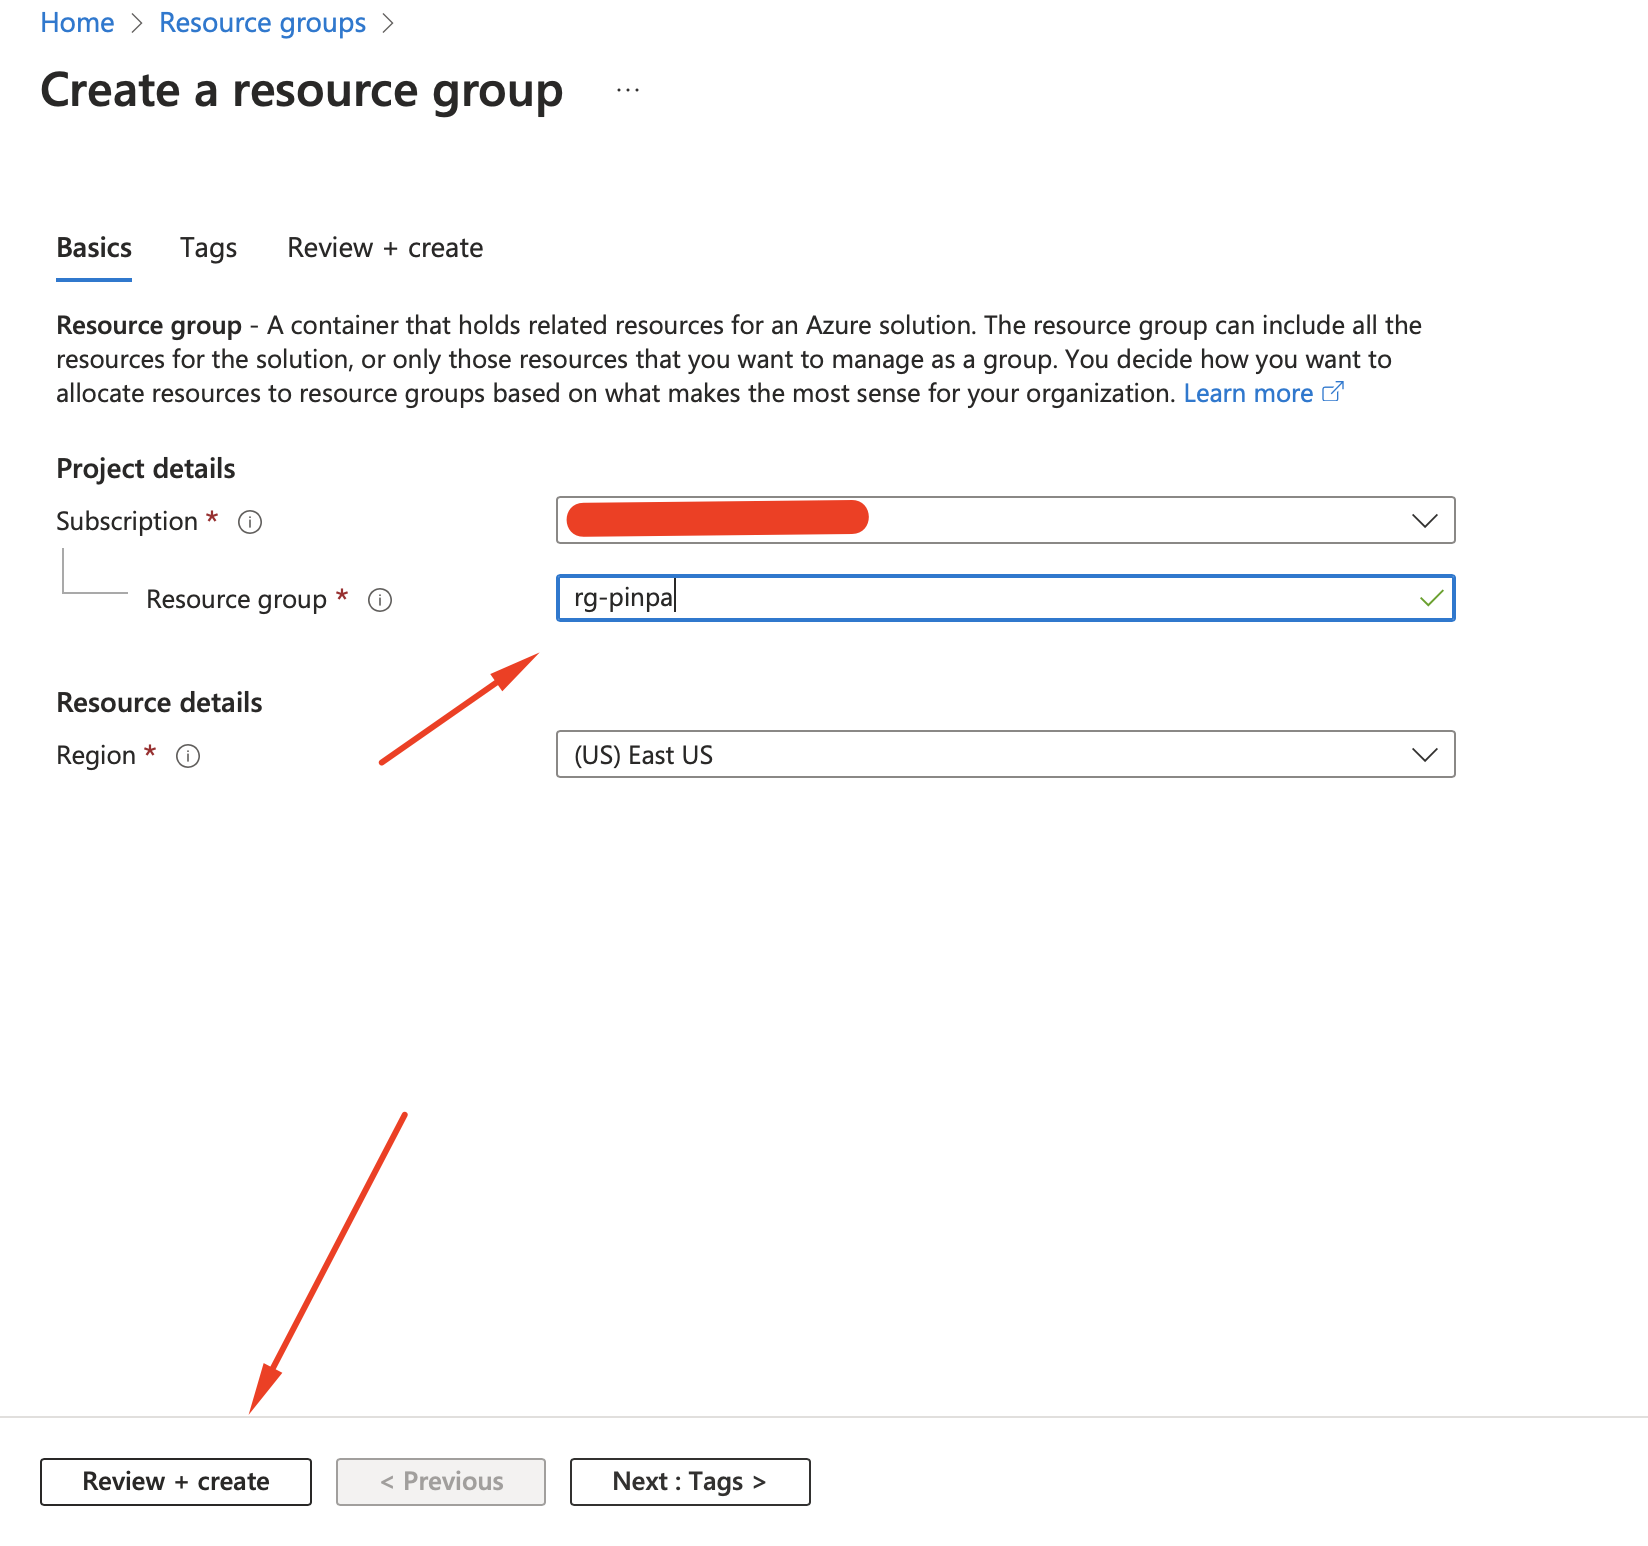 Home > Resource groups >
Create a resource group ...
Basics Tags Review + create
Resource group - A container that holds related resources for an Azure solution. The resource group can include all the
resources for the solution, or only those resources that you want to manage as a group. You decide how you want to
allocate resources to resource groups based on what makes the most sense for your organization. Learn more
Project details
Subscription *
Resource group * rg-pinpa
Resource details
Region * (US) East US
Review + create < Previous Next : Tags >